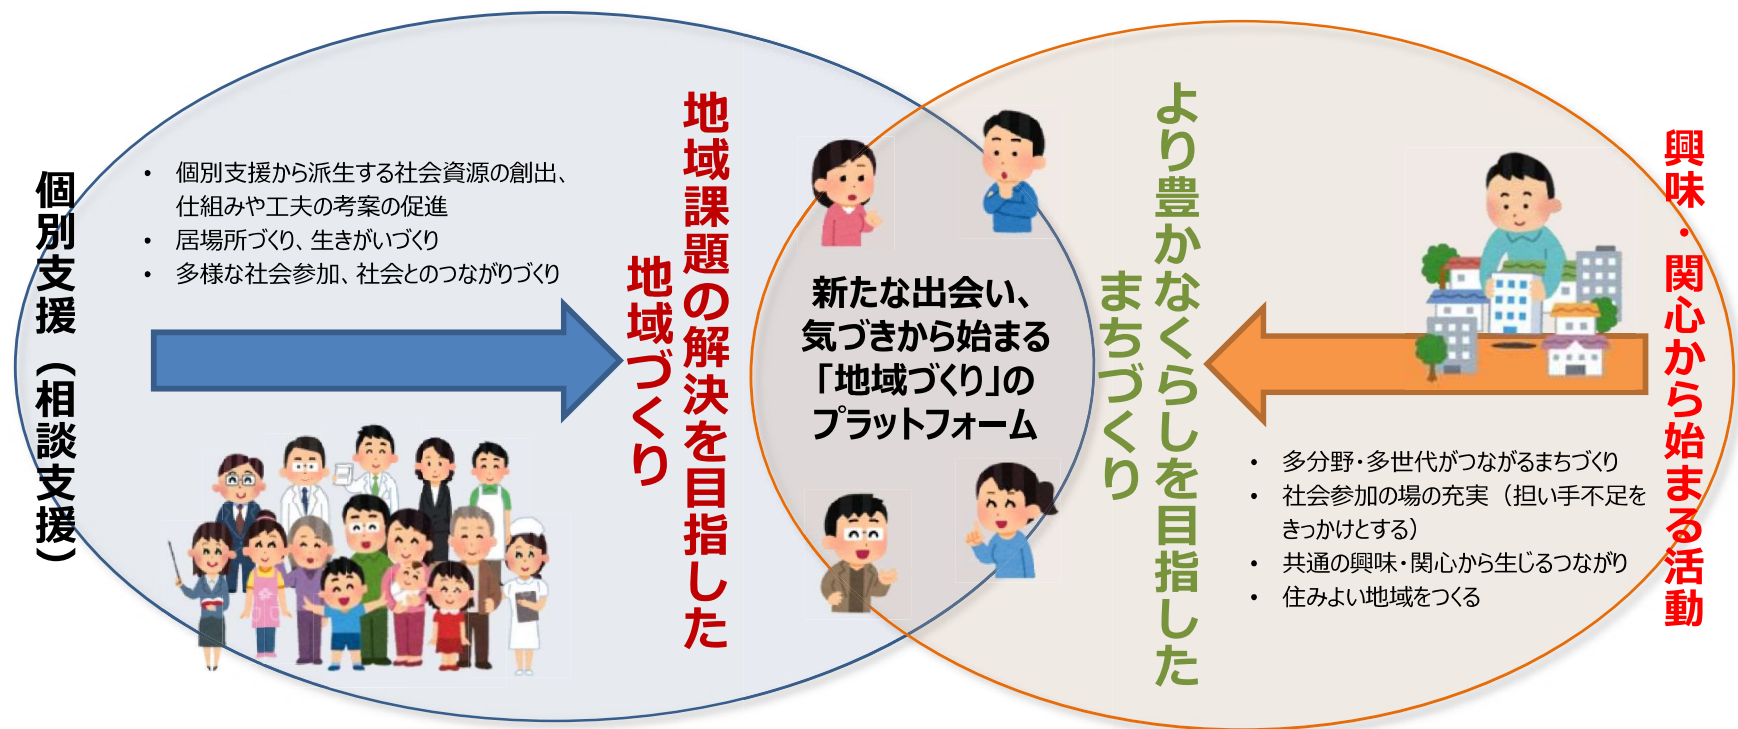 個別支援（相談支援）
• 個別支援から派生する社会資源の創出、
仕組みや工夫の考案の促進
• 居場所づくり、生きがいづくり
• 多様な社会参加、社会とのつながりづくり
地域課題の解決を目指した
地域づくり
新たな出会い、
気づきから始まる
「地域づくり」の
プラットフォーム
より豊かなくらしを目指した
まちづくり
興味・関心から始まる活動
• 多分野・多世代がつながるまちづくり
• 社会参加の場の充実（担い手不足を
きっかけとする）
• 共通の興味・関心から生じるつながり
• 住みよい地域をつくる